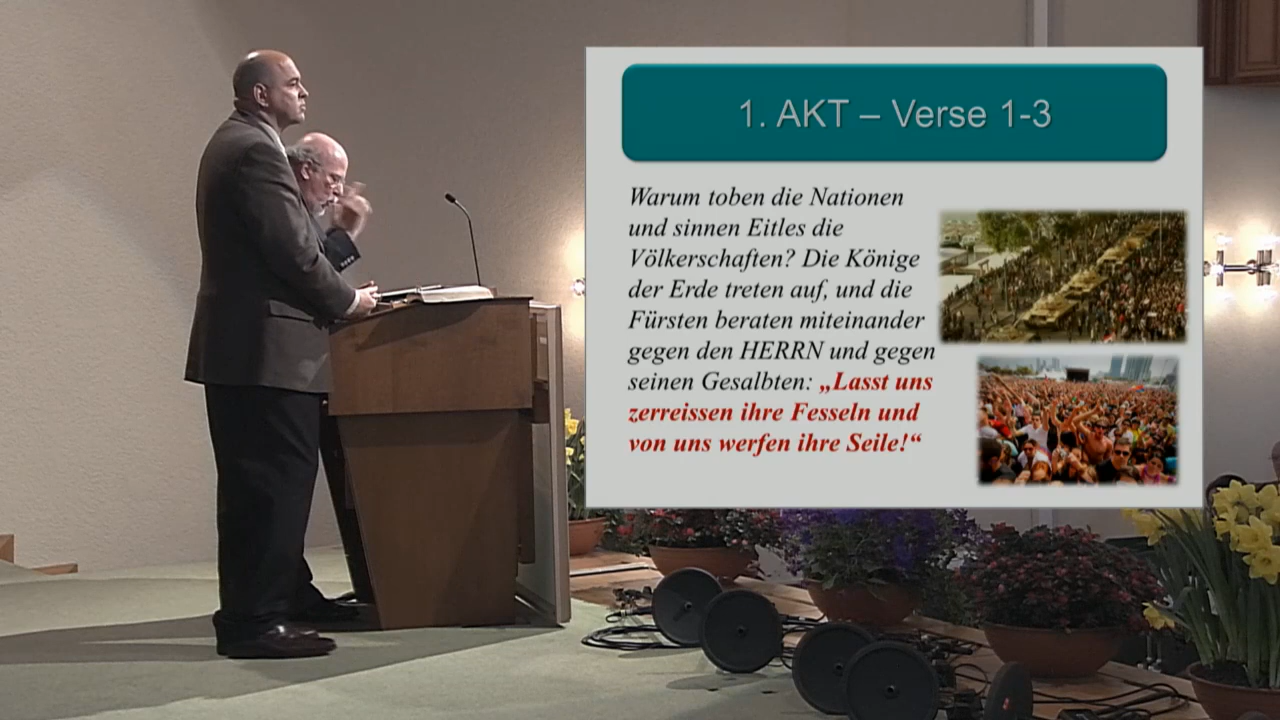 1. AKT – Verse 1-3
Warum toben die Nationen
und sinnen Eitles die
Völkerschaften? Die Könige
der Erde treten auf, und die
Fürsten beraten miteinander
gegen den HERRN und gegen
seinen Gesalbten: „Lasst uns
zerreissen ihre Fesseln und
von uns werfen ihre Seile!“